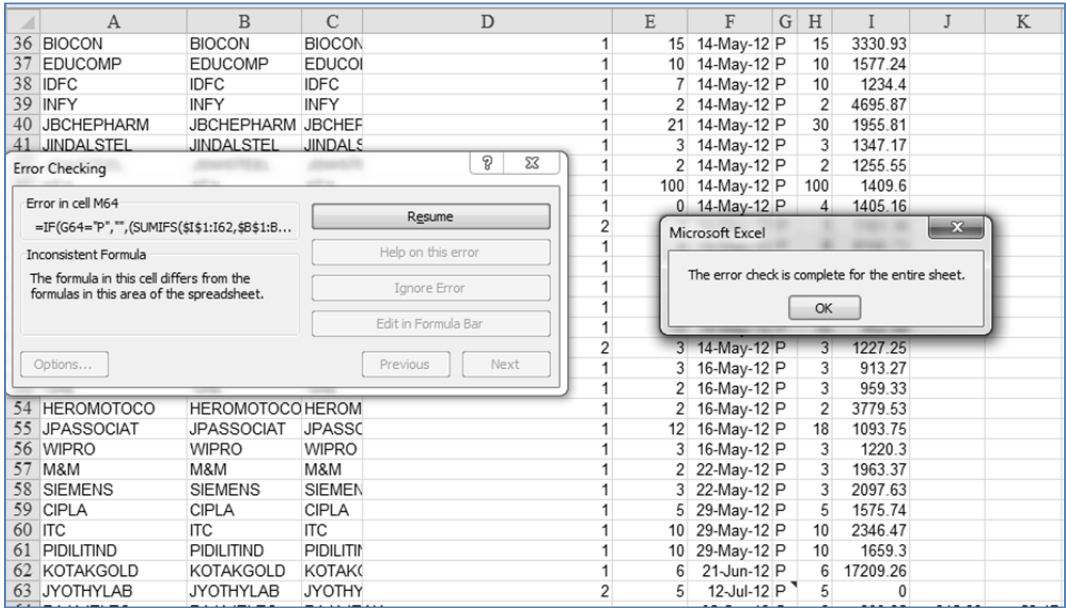 A B C D E F G H I J K
36 BIOCON BIOCON BIOCON 1 15 14-May-12 P 15 3330.93
37 EDUCOMP EDUCOMP EDUCO 1 10 14-May-12 P 10 1577.24
38 IDFC IDFC IDFC 1 7 14-May-12 P 10 1234.4
39 INFY INFY INFY 1 2 14-May-12 P 2 4695.87
40 JBCHEPHARM JBCHEPHARM JBCHEF 1 21 14-May-12 P 30 1955.81
41 JINDALSTEL JINDALSTEL JINDALS 1 3 14-May-12 P 3 1347.17
1 2 14-May-12 P 2 1255.55
1 100 14-May-12 P 100 1409.6
1 0 14-May-12 P 4 1405.16
2
1
1
1
1
1
2 3 14-May-12 P 3 1227.25
1 3 16-May-12 P 3 913.27
1 2 16-May-12 P 3 959.33
Error Checking
Error in cell M64
=IF(G64="P","",(SUMIFS($I$1:I62,$B$1:B...
Inconsistent Formula
The formula in this cell differs from the
formulas in this area of the spreadsheet.
Resume
Help on this error
Ignore Error
Edit in Formula Bar
Options... Previous Next
Microsoft Excel
The error check is complete for the entire sheet.
OK
54 HEROMOTOCO HEROMOTOCO HEROM 1 2 16-May-12 P 2 3779.53
55 JPASSOCIAT JPASSOCIAT JPASSC 1 12 16-May-12 P 18 1093.75
56 WIPRO WIPRO WIPRO 1 3 16-May-12 P 3 1220.3
57 M&M M&M M&M 1 2 22-May-12 P 3 1963.37
58 SIEMENS SIEMENS SIEMEN 1 3 22-May-12 P 3 2097.63
59 CIPLA CIPLA CIPLA 1 5 29-May-12 P 5 1575.74
60 ITC ITC ITC 1 10 29-May-12 P 10 2346.47
61 PIDILITIND PIDILITIND PIDILITIN 1 10 29-May-12 P 10 1659.3
62 KOTAKGOLD KOTAKGOLD KOTAK 1 6 21-Jun-12 P 6 17209.26
63 JYOTHYLAB JYOTHYLAB JYOTHY 2 5 12-Jul-12 P 5 0